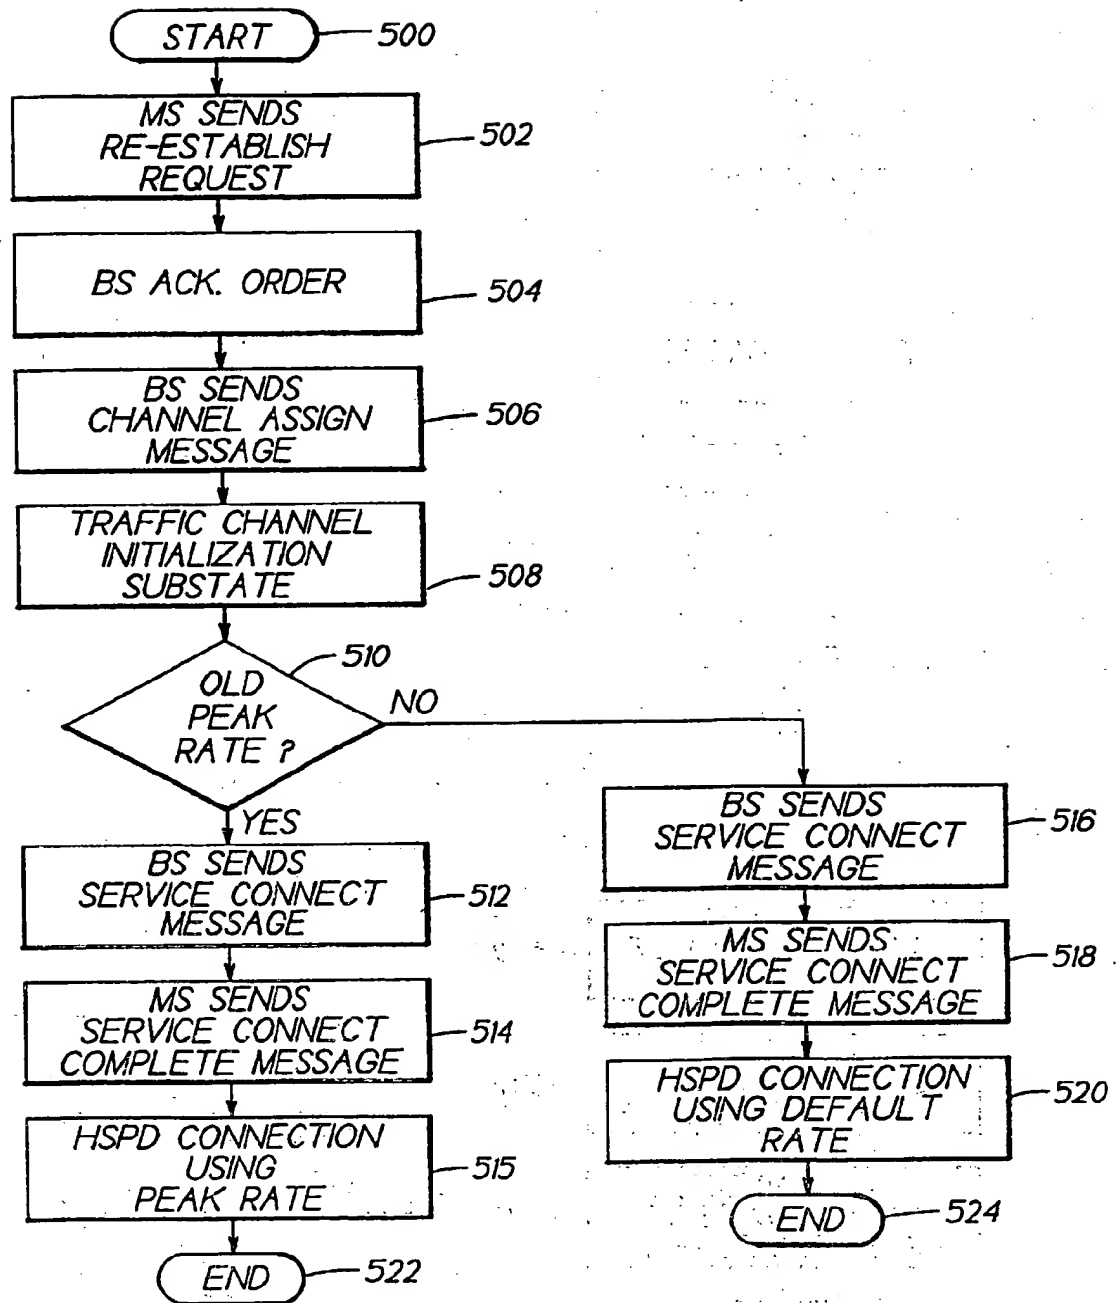 START
500
MS SENDS
RE-ESTABLISH
REQUEST
502
BS ACK. ORDER
504
BS SENDS
CHANNEL ASSIGN
MESSAGE
506
TRAFFIC CHANNEL
INITIALIZATION
SUBSTATE
508
510
OLD
PEAK
RATE ?
NO
YES
BS SENDS
SERVICE CONNECT
MESSAGE
512
MS SENDS
SERVICE CONNECT
COMPLETE MESSAGE
514
HSPD CONNECTION
USING
PEAK RATE
515
END
522
BS SENDS
SERVICE CONNECT
MESSAGE
516
MS SENDS
SERVICE CONNECT
COMPLETE MESSAGE
518
HSPD CONNECTION
USING DEFAULT
RATE
520
END
524